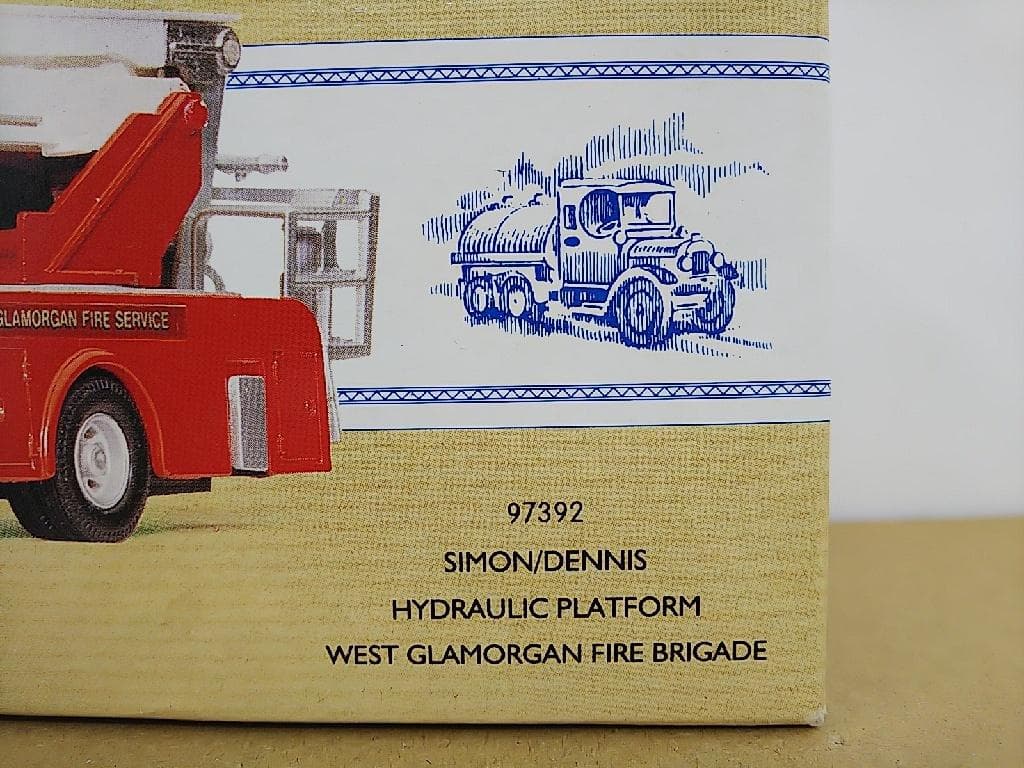 GLAMORGAN FIRE SERVICE
97392
SIMON/DENNIS
HYDRAULIC PLATFORM
WEST GLAMORGAN FIRE BRIGADE